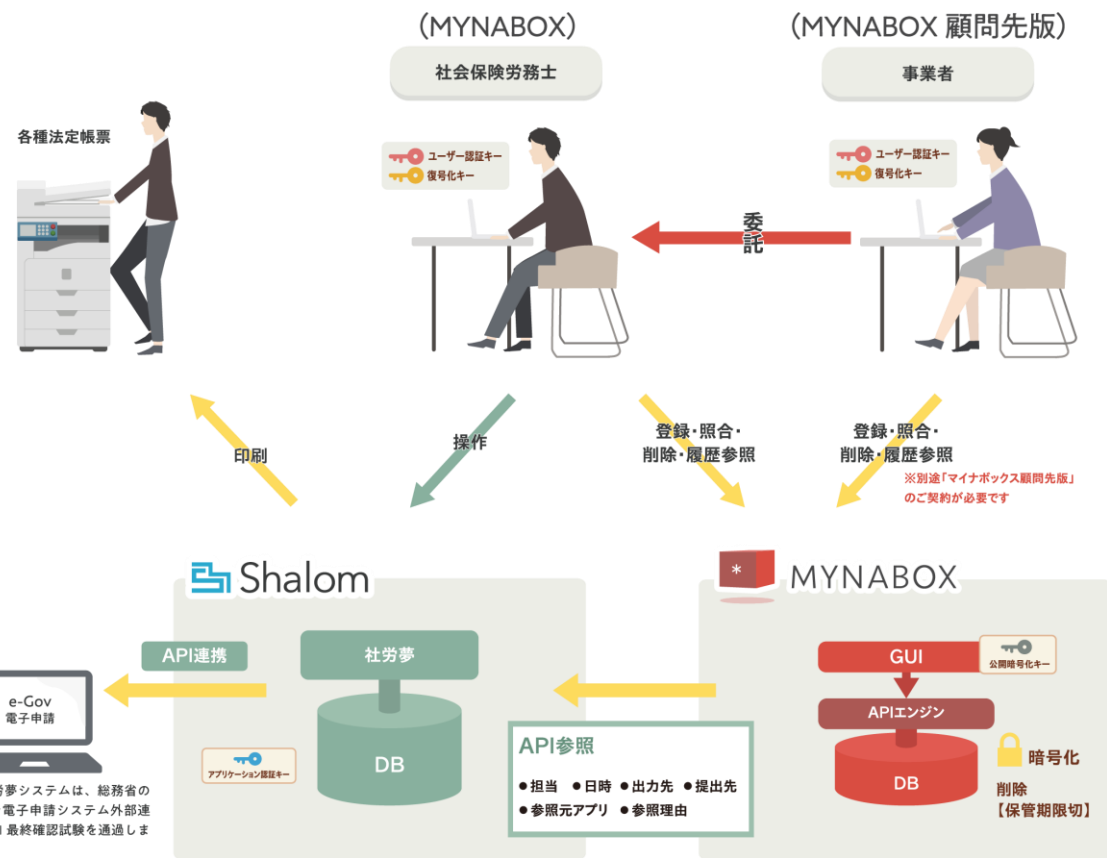 (MYNABOX)
(MYNABOX 顧問先版)
社会保険労務士
事業者
各種法定帳票
ユーザー認証キー
復号化キー
ユーザー認証キー
復号化キー
委
託
印刷
操作
登録・照合・
削除・履歴参照
登録・照合・
削除・履歴参照
※別途「マイナボックス顧問先版」
のご契約が必要です
Shalom
* MYNABOX
API連携
社労夢
GUI
公開暗号化キー
e-Gov
電子申請
APIエンジン
API参照
DB
DB
暗号化
アプリケーション認証キー
●担当 ●日時 ●出力先 ●提出先
●参照元アプリ ●参照理由
削除
【保管期限切】
夢システムは、総務省の
電子申請システム外部連
最終確認試験を通過しま